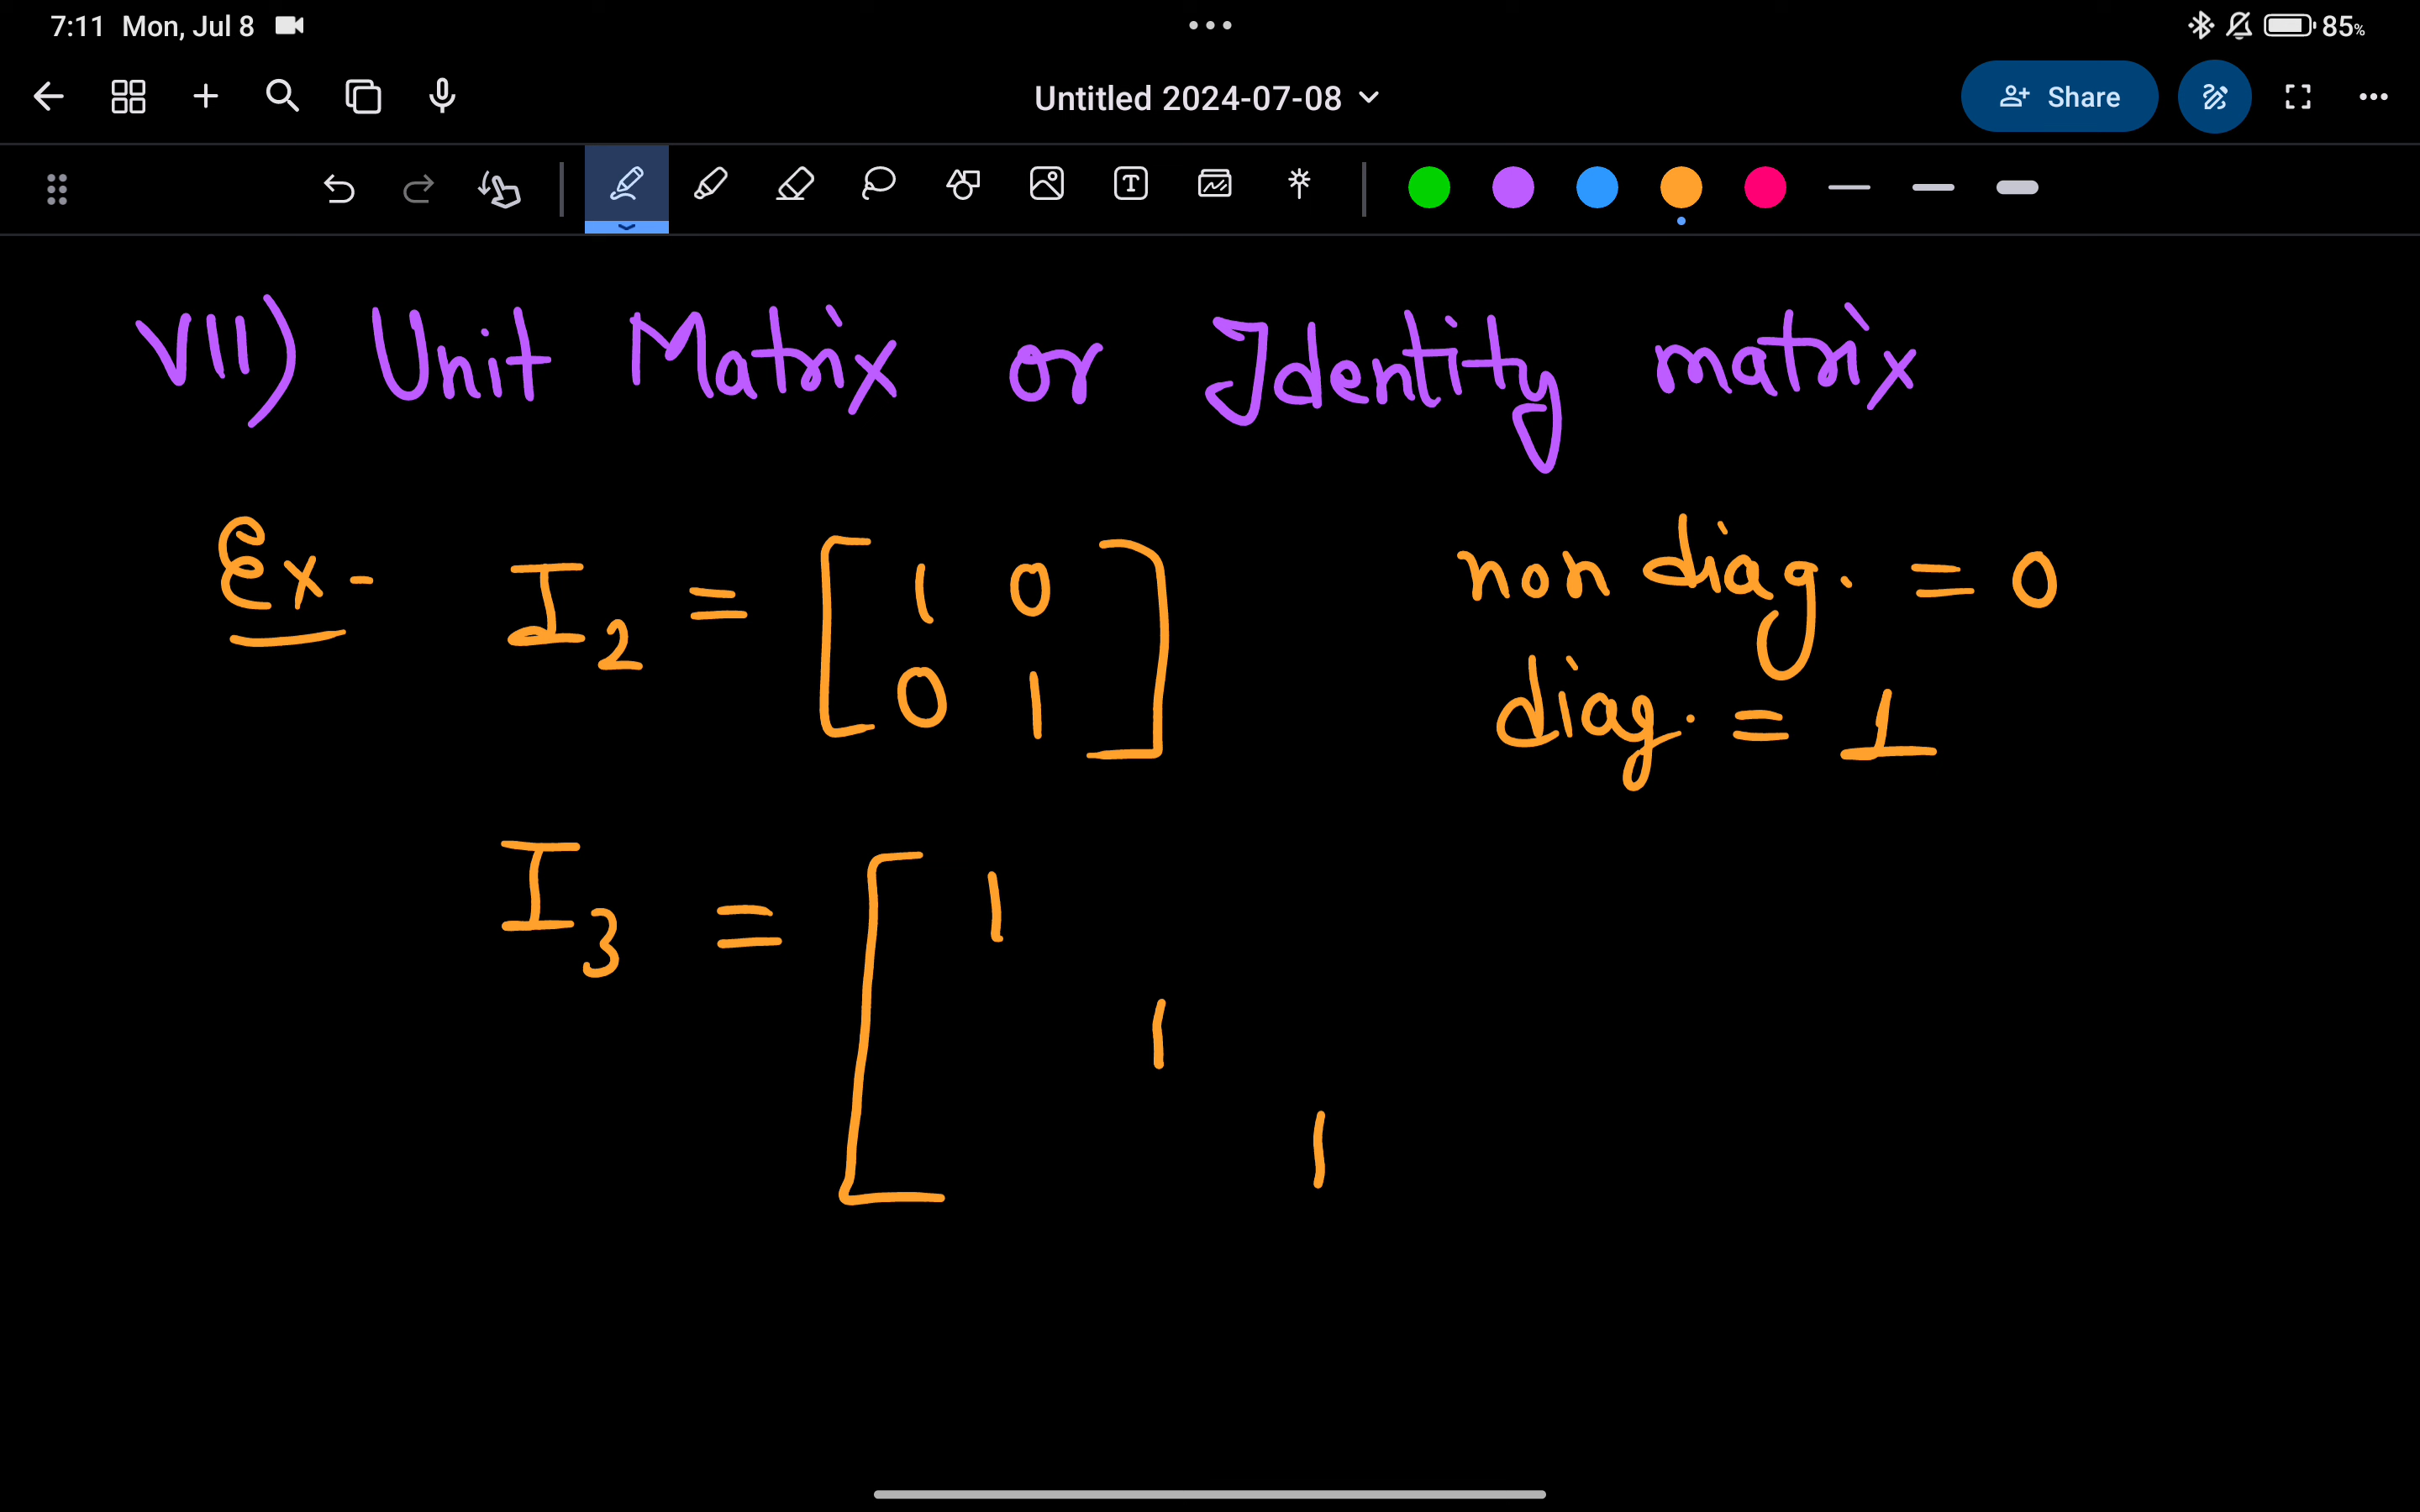 7:11 Mon, Jul 8 85%
Untitled 2024-07-08 Share
VII) Unit Matrix or Identity matrix
Ex- I₂ = [1 0
0 1]
non diag. = 0
diag. = 1
I₃ = [1
1
1